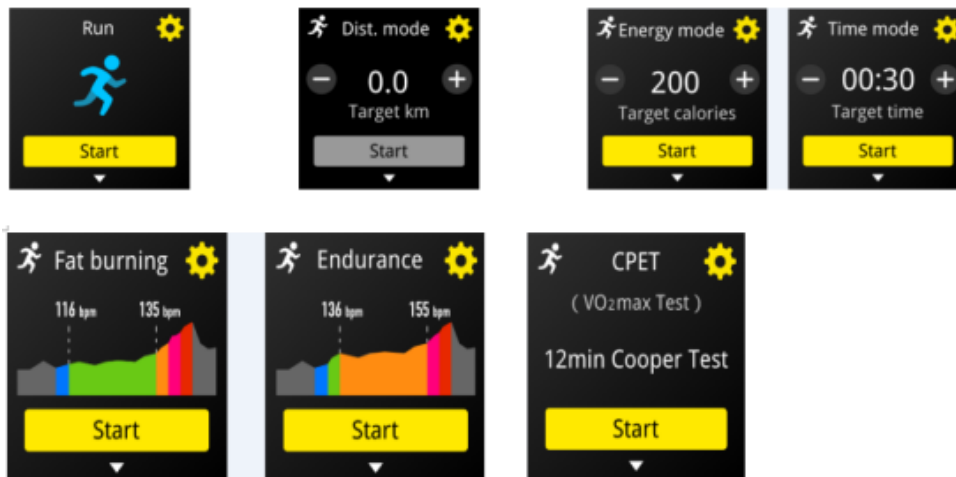 Run
Start
Dist. mode
0.0
Target km
Start
Energy mode
200
Target calories
Start
Time mode
00:30
Target time
Start
Fat burning
116 bpm 135 bpm
Start
Endurance
136 bpm 155 bpm
Start
CPET
( VO2max Test )
12min Cooper Test
Start